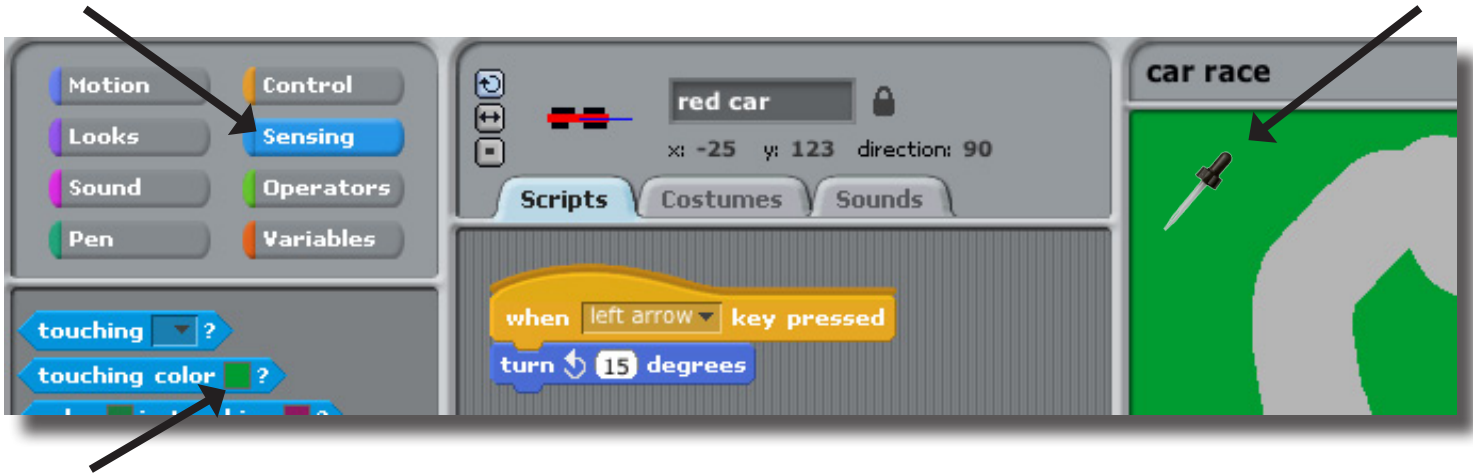 Motion
Control
Looks
Sensing
Sound
Operators
Pen
Variables
touching ?
touching color ?
red car
x: -25 y: 123 direction: 90
Scripts
Costumes
Sounds
when left arrow key pressed
turn 15 degrees
car race